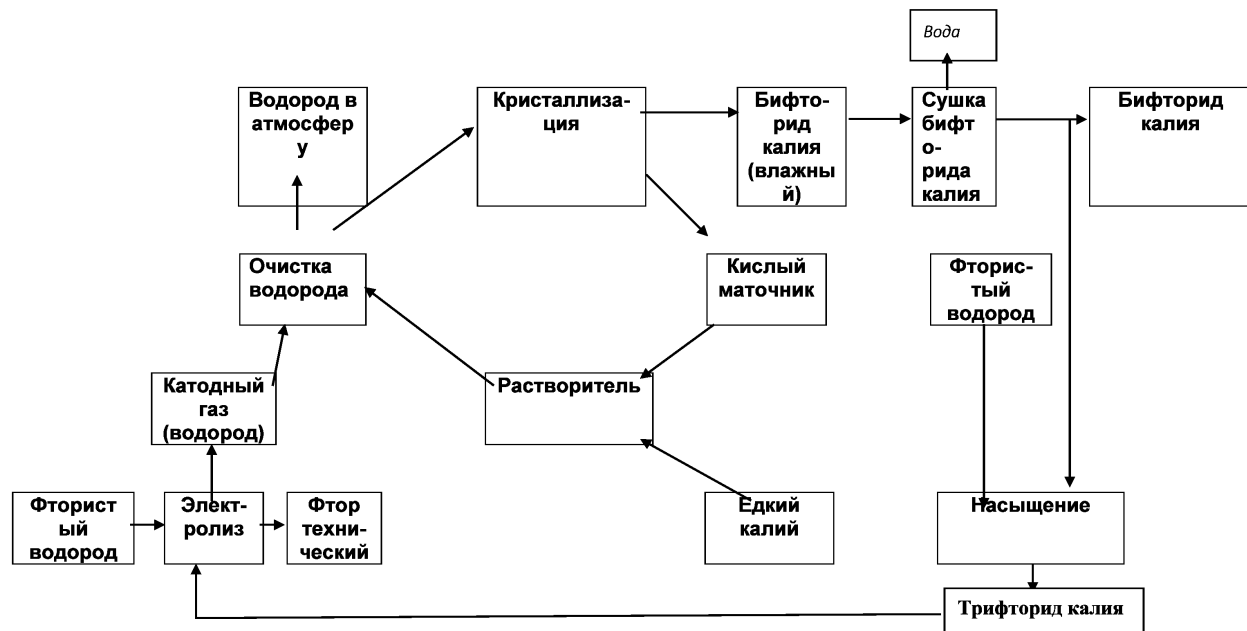 Вода
Водород в
атмосфер
у
Кристаллиза-
ция
Бифто-
рид
калия
(влажны
й)
Сушка
бифт
о-
рида
калия
Бифторид
калия
Очистка
водорода
Кислый
маточник
Фторис-
тый
водород
Катодный
газ
(водород)
Растворитель
Фторист
ый
водород
Элект-
ролиз
Фтор
техни-
ческий
Едкий
калий
Насыщение
Трифторид калия